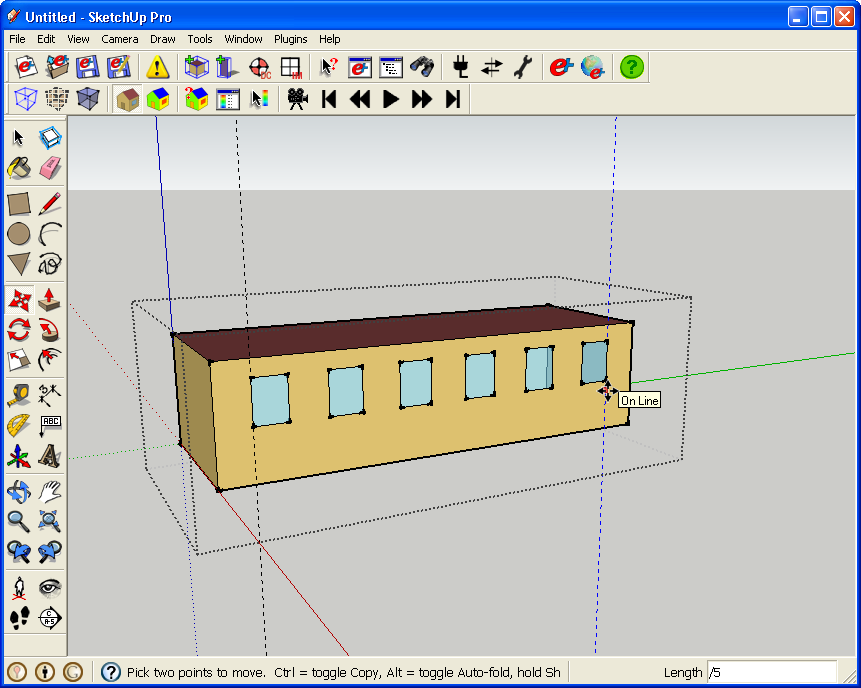 Untitled - SketchUp Pro
File Edit View Camera Draw Tools Window Plugins Help
On Line
ABC
Pick two points to move. Ctrl = toggle Copy, Alt = toggle Auto-fold, hold Sh
Length /5